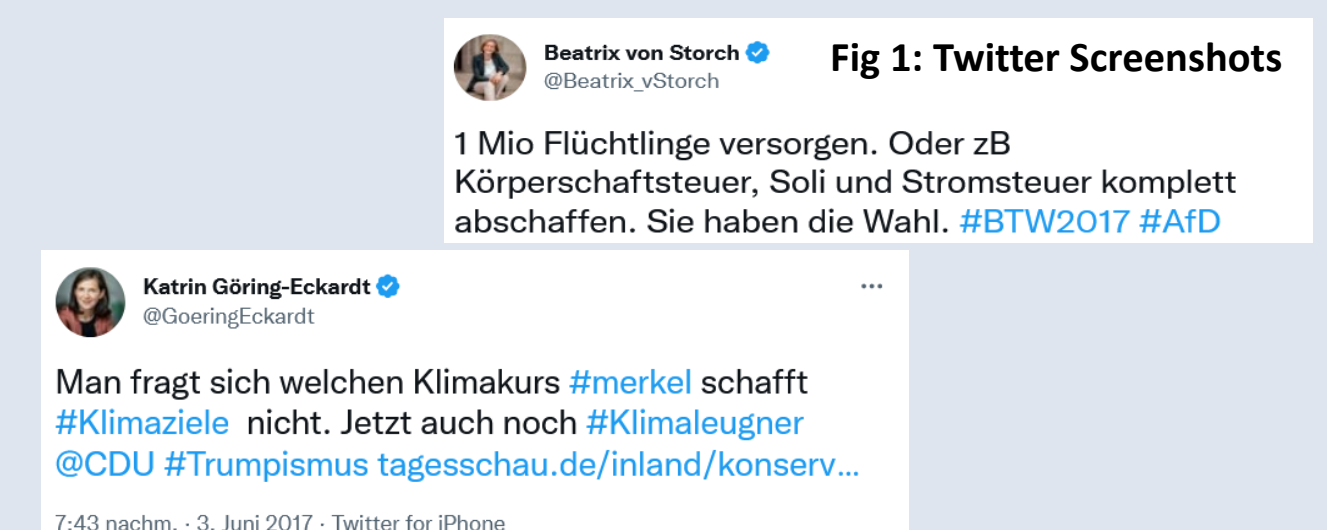 Fig 1: Twitter Screenshots
Beatrix von Storch
@Beatrix_vStorch
1 Mio Flüchtlinge versorgen. Oder zB
Körperschaftsteuer, Soli und Stromsteuer komplett
abschaffen. Sie haben die Wahl. #BTW2017 #AfD
Katrin Göring-Eckardt
@GoeringEckardt
Man fragt sich welchen Klimakurs #merkel schafft
#Klimaziele nicht. Jetzt auch noch #Klimaleugner
@CDU #Trumpismus tagesschau.de/inland/konserv…
7:43 nachm. · 3. Juni 2017 · Twitter for iPhone